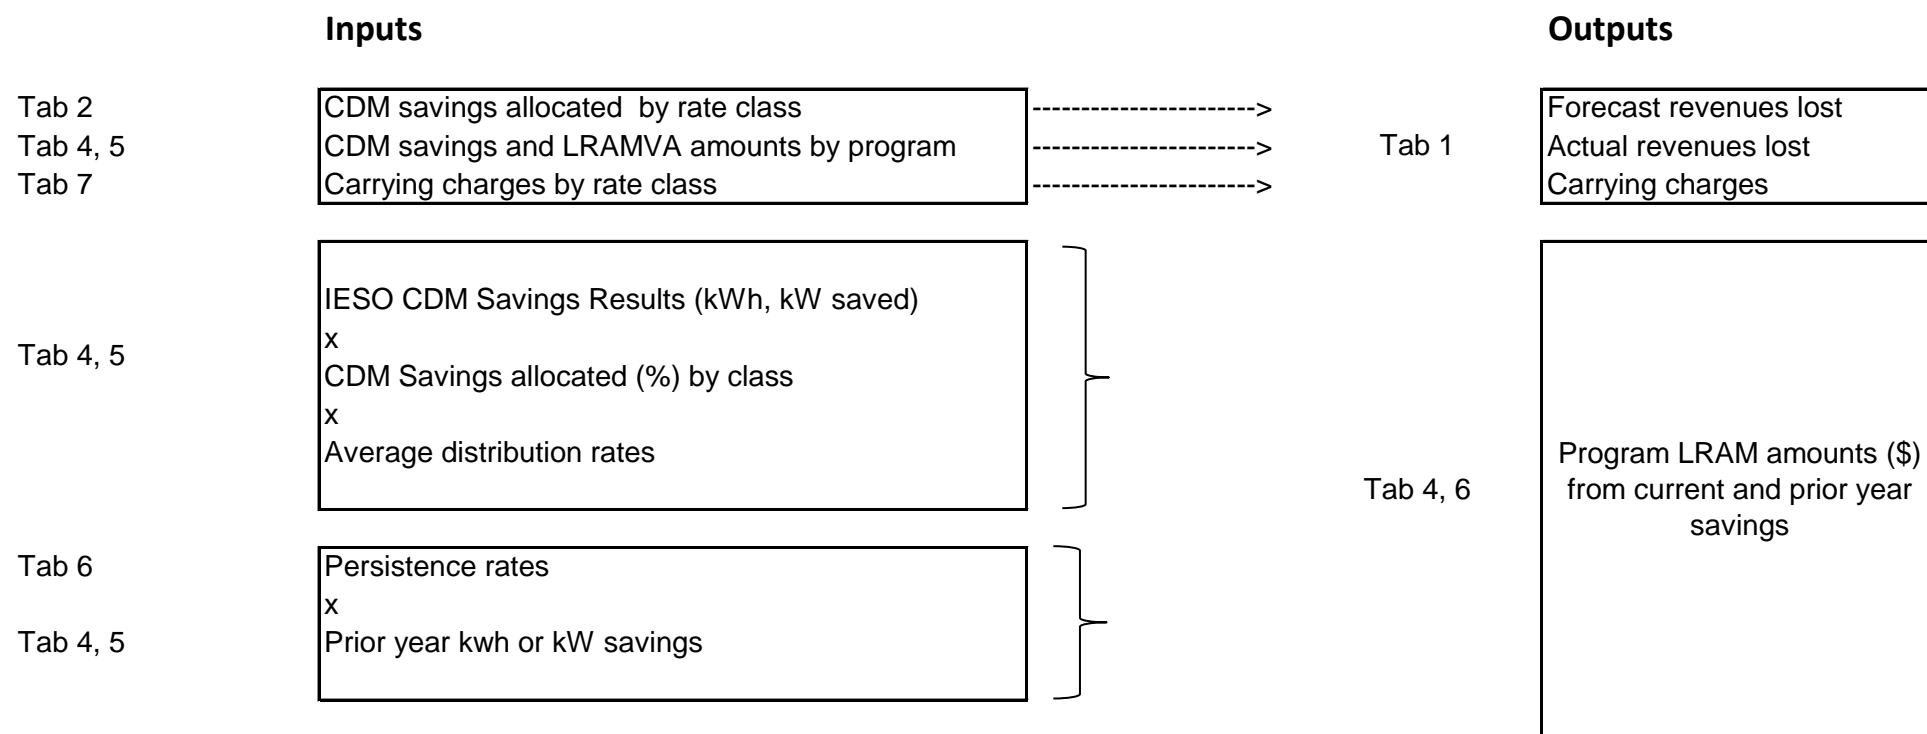 Inputs
Outputs
Tab 2
CDM savings allocated  by rate class
---------------------->
Forecast revenues lost
Tab 4, 5
CDM savings and LRAMVA amounts by program
---------------------->
Tab 1
Actual revenues lost
Tab 7
Carrying charges by rate class
---------------------->
Carrying charges
Tab 4, 5
IESO CDM Savings Results (kWh, kW saved)
x
CDM Savings allocated (%) by class
x
Average distribution rates
Tab 6
Persistence rates
x
Tab 4, 5
Prior year kwh or kW savings
Tab 4, 6
Program LRAM amounts ($)
from current and prior year
savings